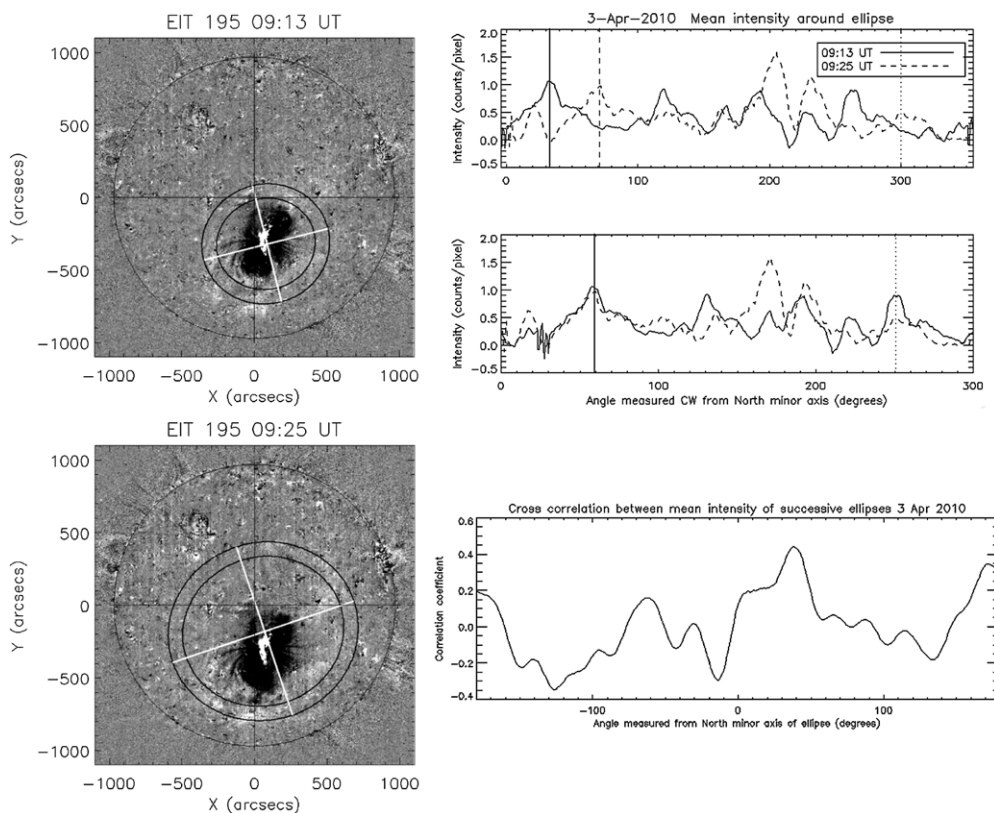 EIT 195 09:13 UT
1000
500
0
−500
−1000
Y (arcsecs)
−1000 −500 0 500 1000
X (arcsecs)
EIT 195 09:25 UT
1000
500
0
−500
−1000
Y (arcsecs)
−1000 −500 0 500 1000
X (arcsecs)
3-Apr-2010 Mean intensity around ellipse
2.0
1.5
1.0
0.5
0.0
−0.5
Intensity (counts/pixel)
09:13 UT
09:25 UT
0 100 200 300
2.0
1.5
1.0
0.5
0.0
−0.5
Intensity (counts/pixel)
0 100 200 300
Angle measured CW from North minor axis (degrees)
Cross correlation between mean intensity of successive ellipses 3 Apr 2010
0.6
0.4
0.2
0.0
−0.2
−0.4
Correlation coefficient
−100 0 100
Angle measured from North minor axis of ellipse (degrees)